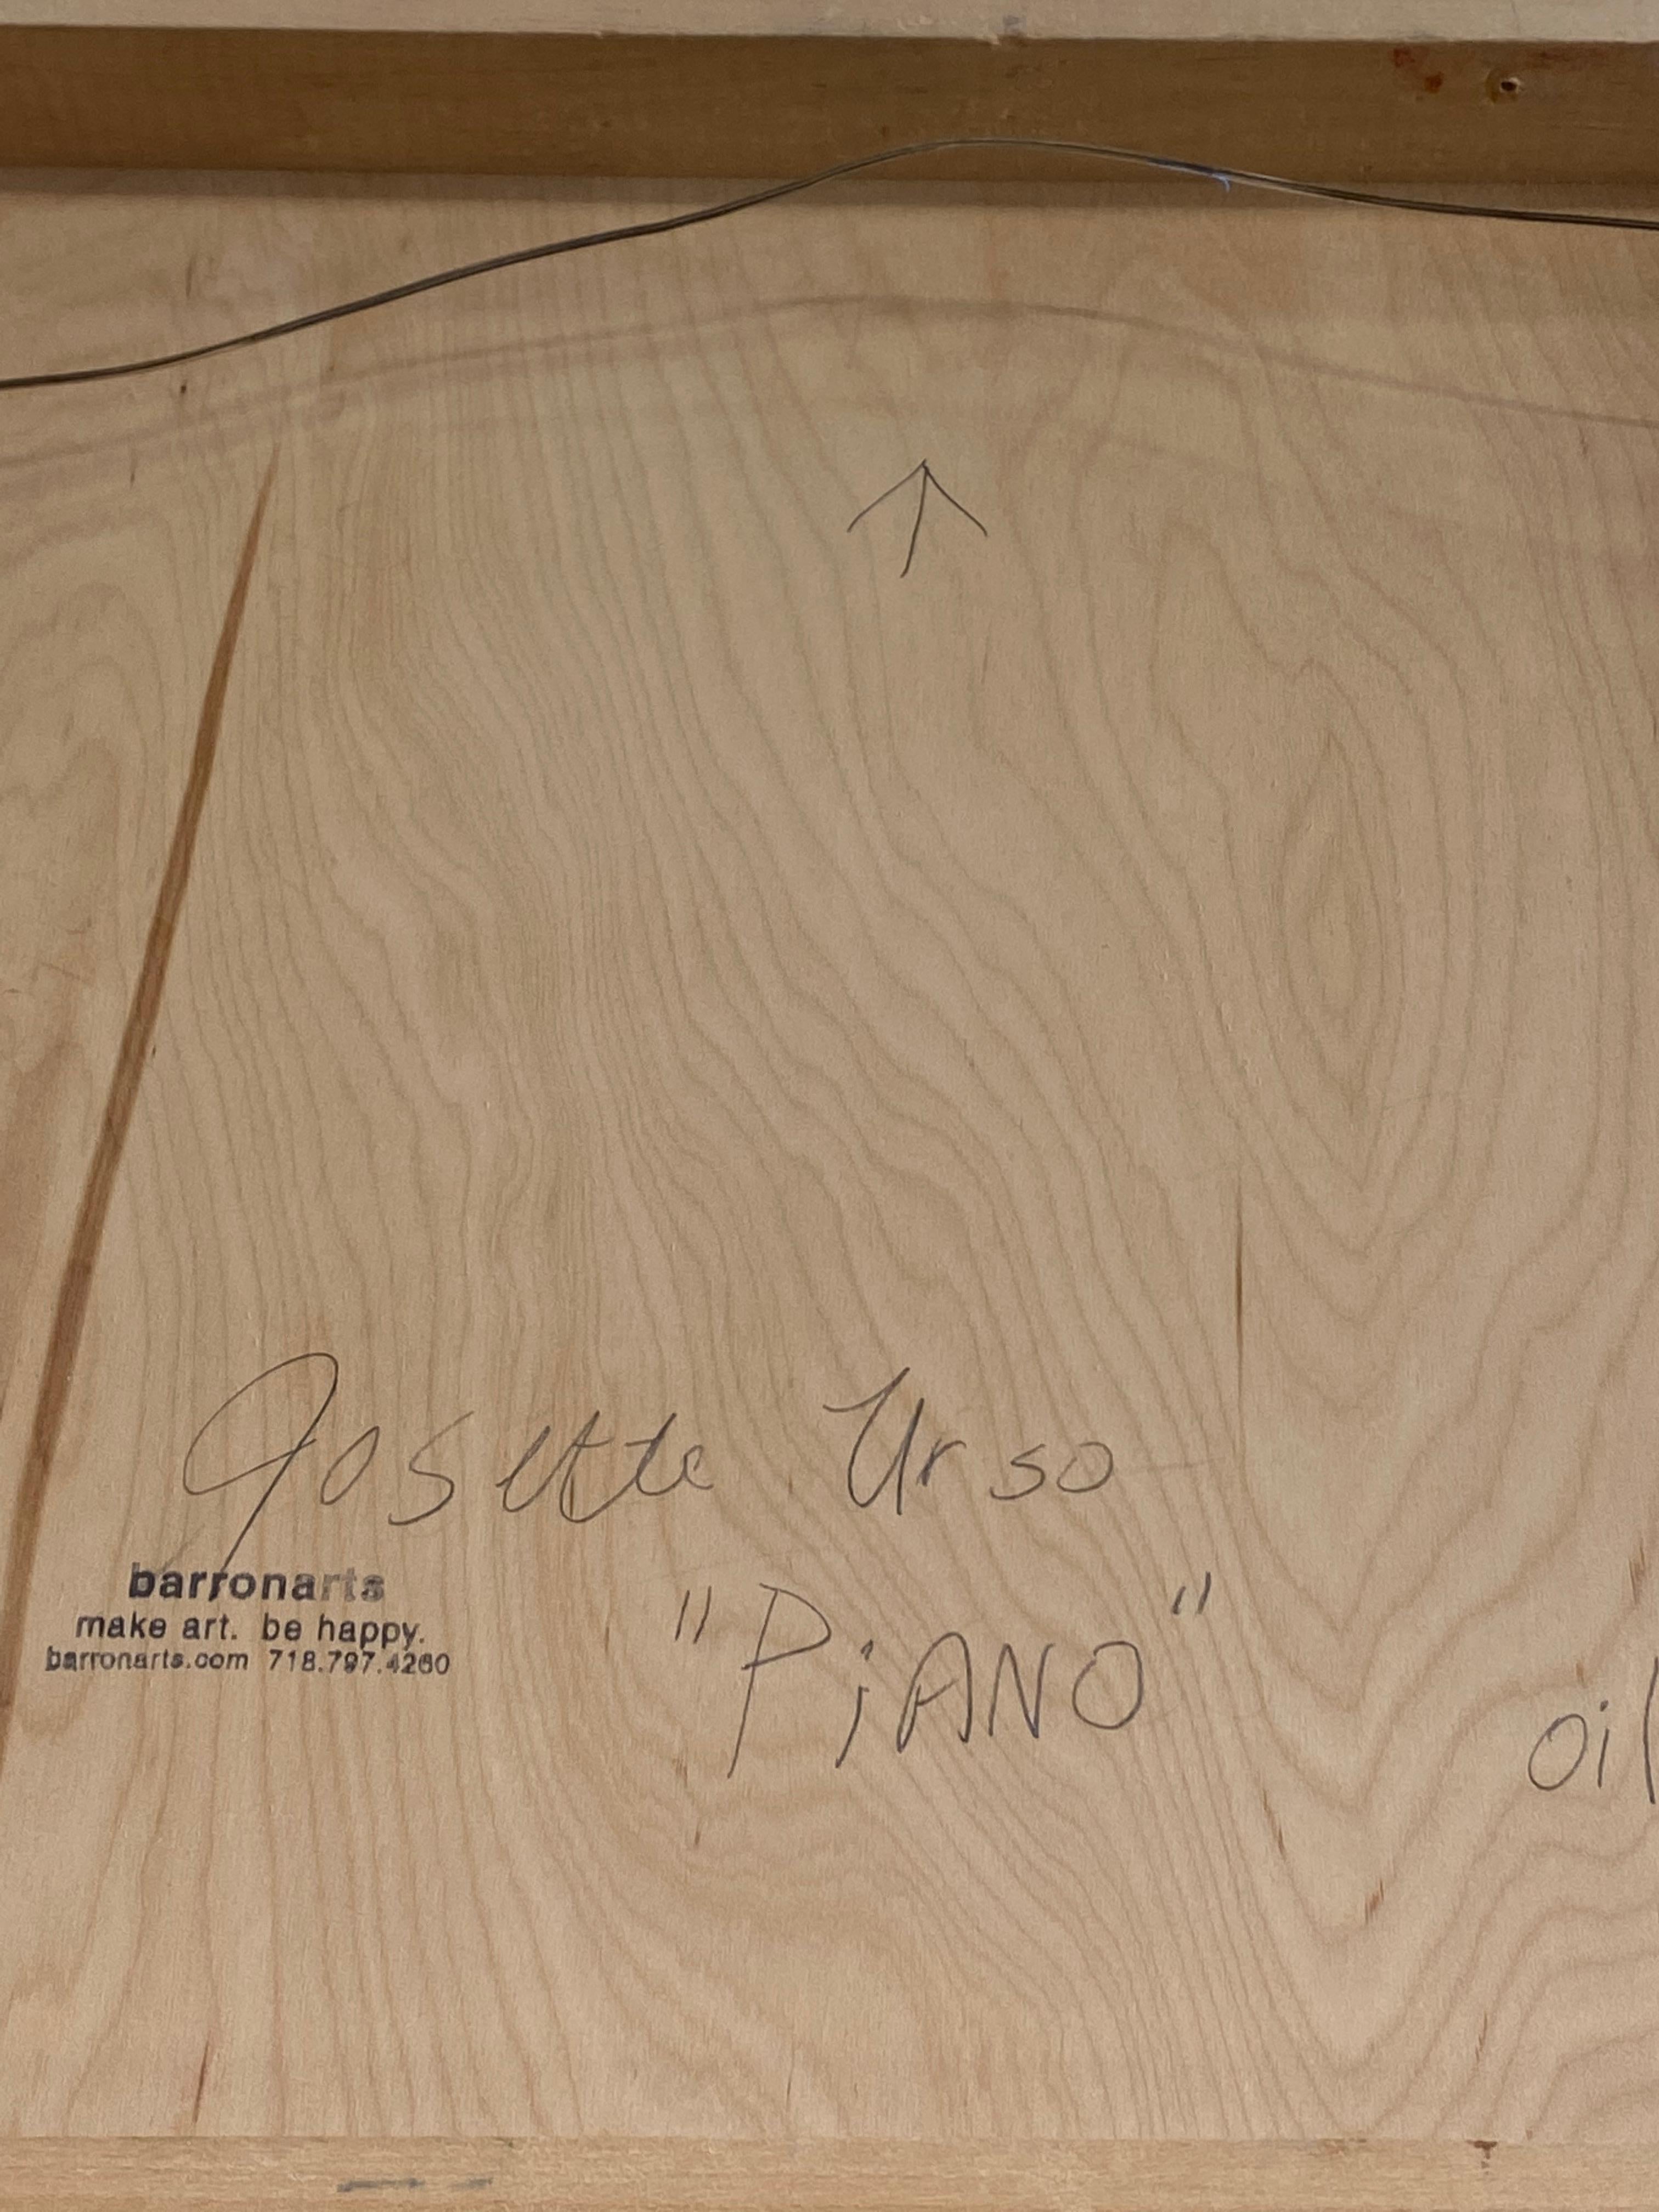 Josette Urso
barronarts
make art. be happy.
barronarts.com 718.797.4260
"PiANO"
oil